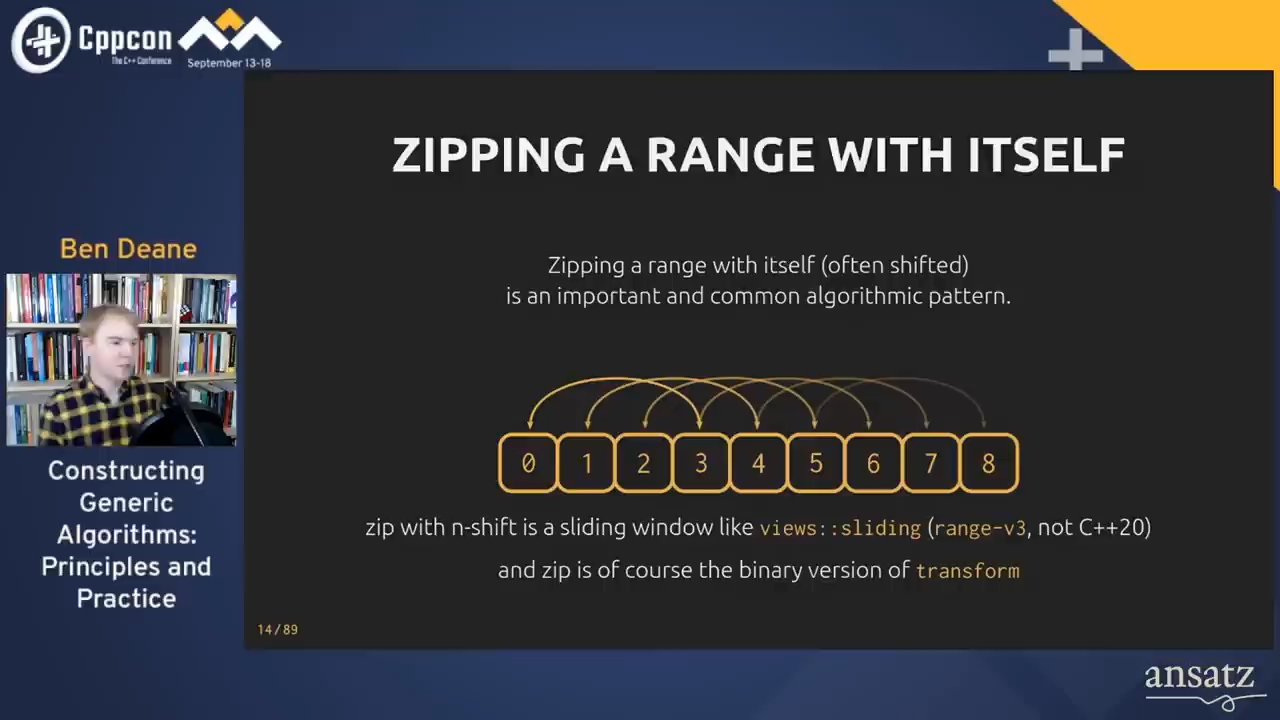 Cppcon
The C++ Conference
September 13-18
ZIPPING A RANGE WITH ITSELF
Ben Deane
Zipping a range with itself (often shifted)
is an important and common algorithmic pattern.
0 1 2 3 4 5 6 7 8
Constructing
Generic
Algorithms:
Principles and
Practice
zip with n-shift is a sliding window like views::sliding (range-v3, not C++20)
and zip is of course the binary version of transform
14/89
ansatz